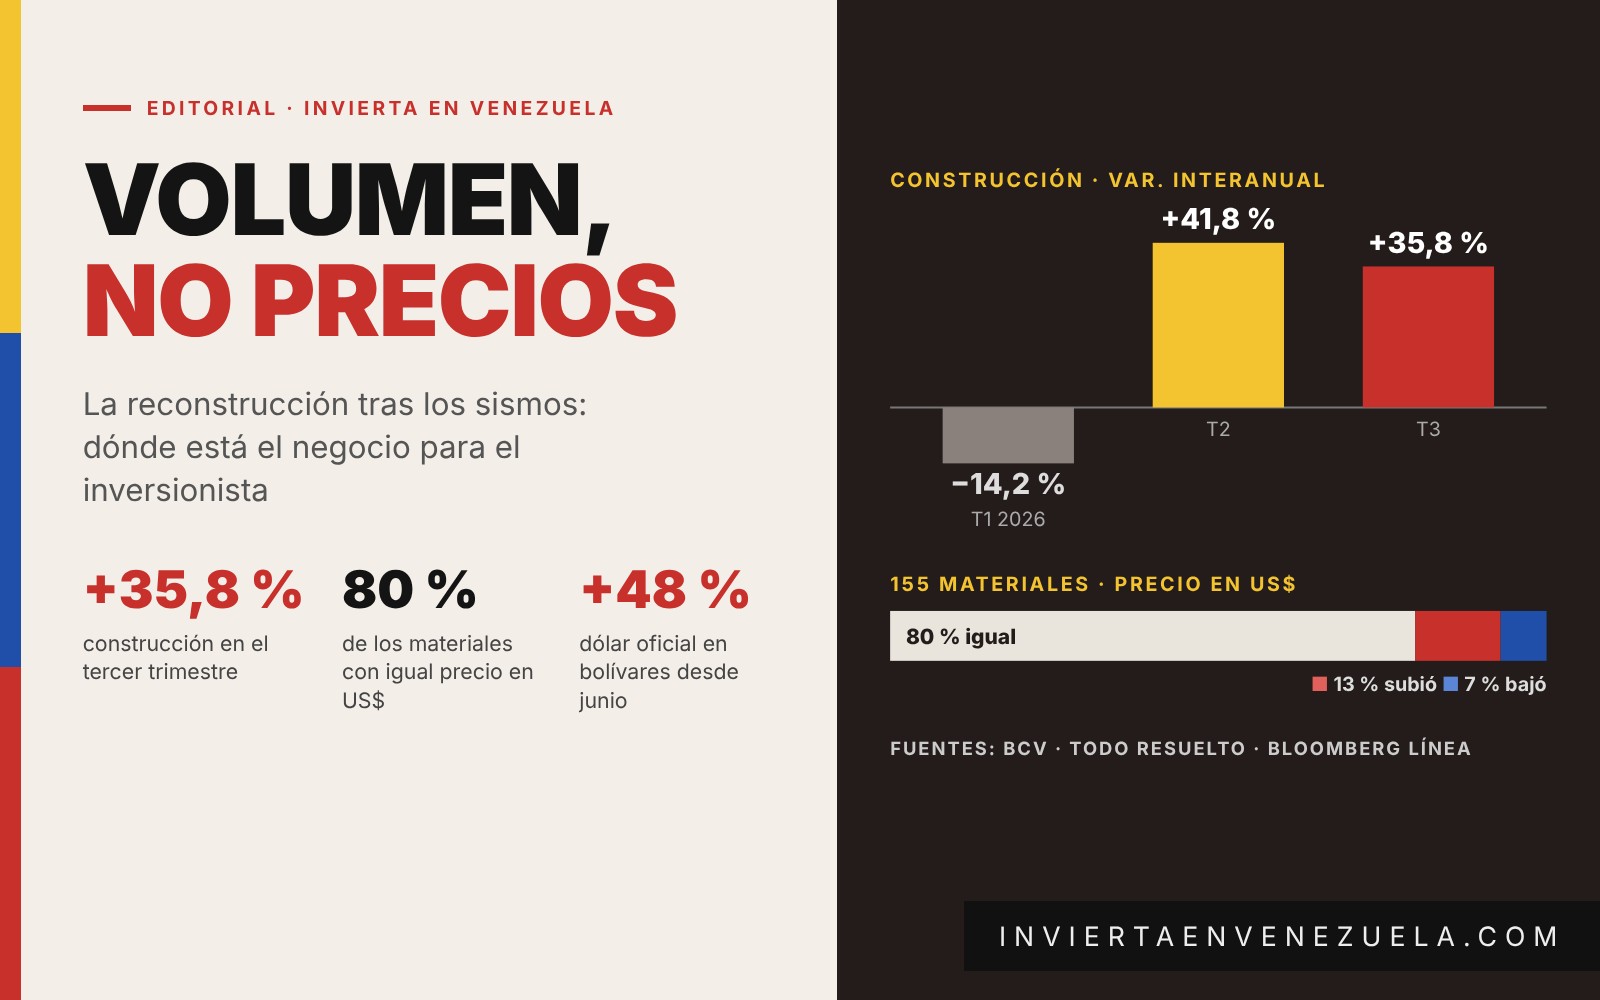 EDITORIAL · INVIERTA EN VENEZUELA
VOLUMEN,
NO PRECIOS
La reconstrucción tras los sismos:
dónde está el negocio para el
inversionista
+35,8 %
construcción en el
tercer trimestre
80 %
de los materiales
con igual precio en
US$
+48 %
dólar oficial en
bolívares desde
junio
CONSTRUCCIÓN · VAR. INTERANUAL
+41,8 %
+35,8 %
T2
T3
−14,2 %
T1 2026
155 MATERIALES · PRECIO EN US$
80 % igual
13 % subió
7 % bajó
FUENTES: BCV · TODO RESUELTO · BLOOMBERG LÍNEA
INVIERTAENVENEZUELA.COM